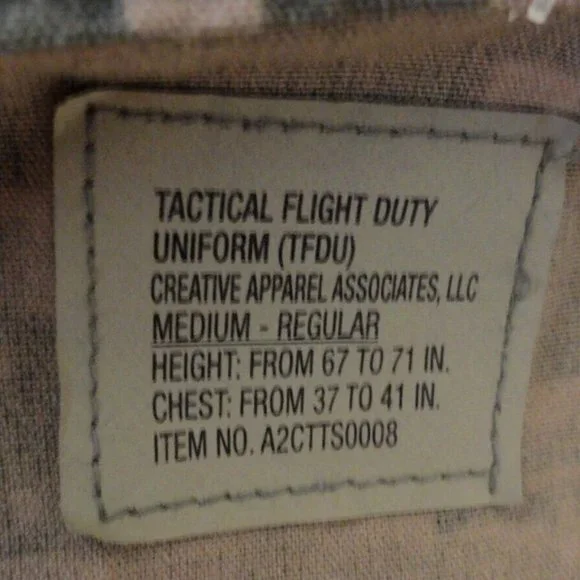 TACTICAL FLIGHT DUTY
UNIFORM (TFDU)
CREATIVE APPAREL ASSOCIATES, LLC
MEDIUM - REGULAR
HEIGHT: FROM 67 TO 71 IN.
CHEST: FROM 37 TO 41 IN.
ITEM NO. A2CTTS0008